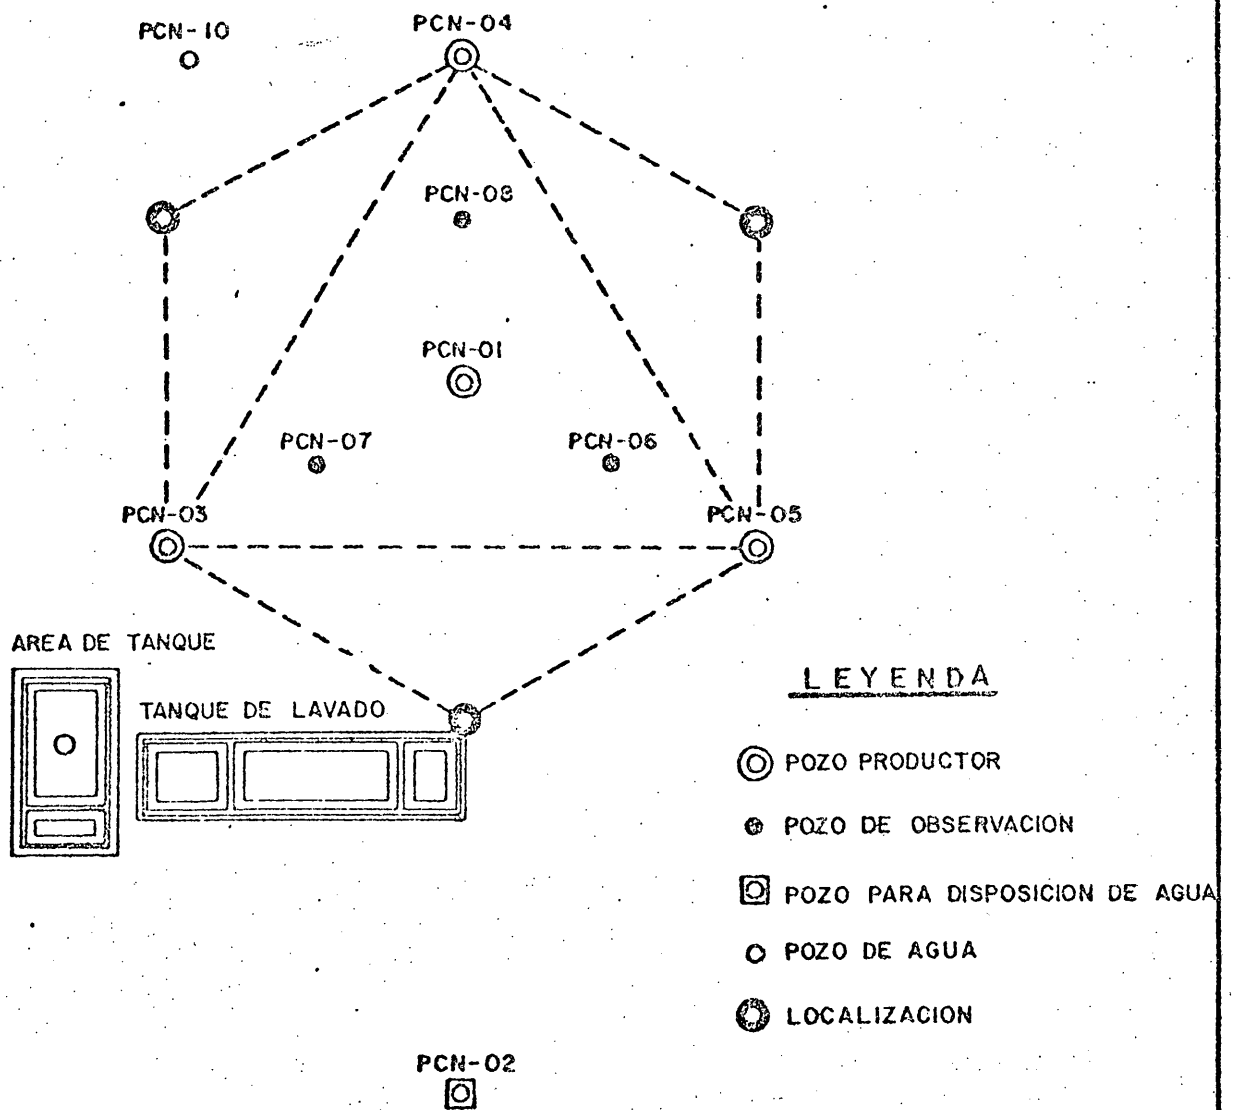 PCN-10
PCN-04
PCN-08
PCN-01
PCN-07
PCN-06
PCN-03
PCN-05
AREA DE TANQUE
TANQUE DE LAVADO
LEYENDA
POZO PRODUCTOR
POZO DE OBSERVACION
POZO PARA DISPOSICION DE AGUA
POZO DE AGUA
LOCALIZACION
PCN-02